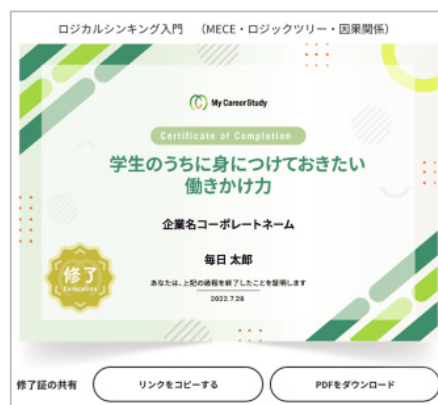 ロジカルシンキング入門 （MECE・ロジックツリー・因果関係）
My CareerStudy
Certificate of Completion
学生のうちに身につけておきたい
働きかけ力
企業名コーポレートネーム
毎日 太郎
あなたは、上記の過程を終了したことを証明します
2022.7.28
修了
Completion
修了証の共有
リンクをコピーする
PDFをダウンロード